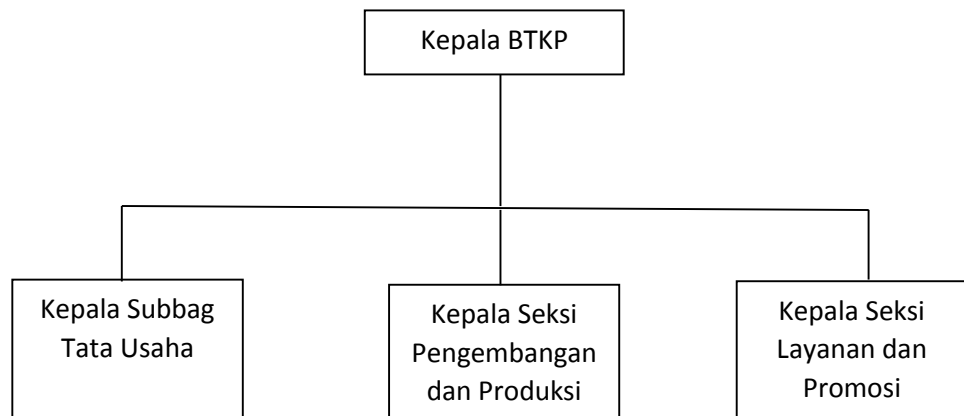 Kepala BTKP
Kepala Subbag
Tata Usaha
Kepala Seksi
Pengembangan
dan Produksi
Kepala Seksi
Layanan dan
Promosi